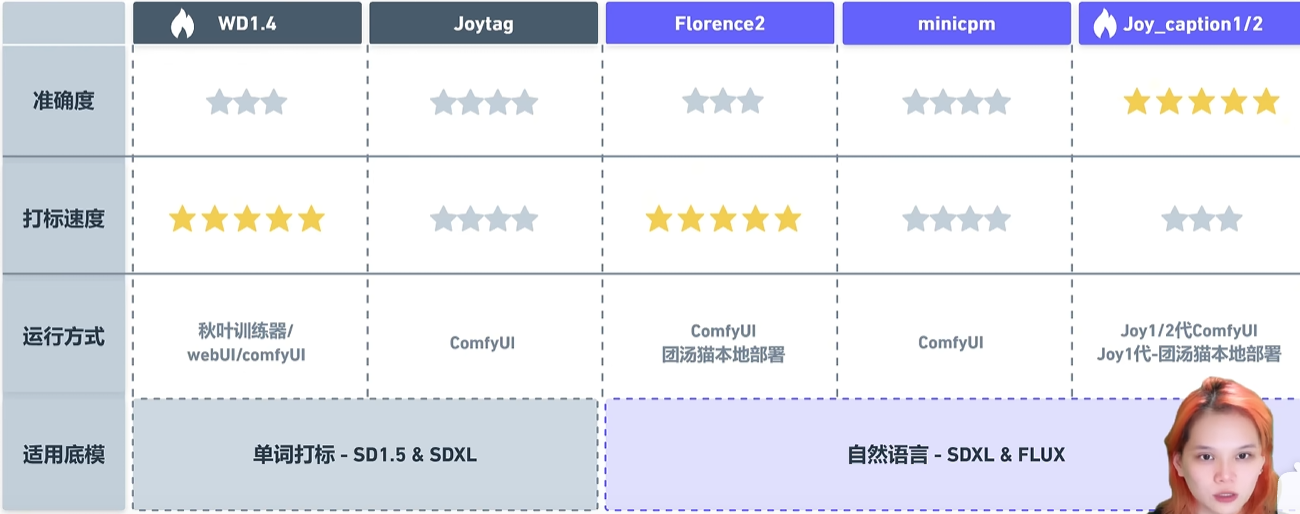 WD1.4 Joytag Florence2 minicpm Joy_caption1/2
准确度
打标速度
运行方式
秋叶训练器/
webUI/comfyUI
ComfyUI
ComfyUI
团汤猫本地部署
ComfyUI
Joy1/2代ComfyUI
Joy1代-团汤猫本地部署
适用底模
单词打标 - SD1.5 & SDXL
自然语言 - SDXL & FLUX